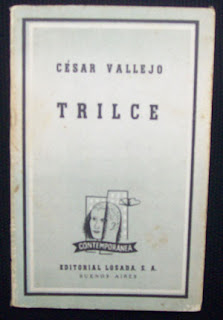 CÉSAR VALLEJO
TRILCE
CONTEMPORANEA
EDITORIAL LOSADA, S. A.
BUENOS AIRES